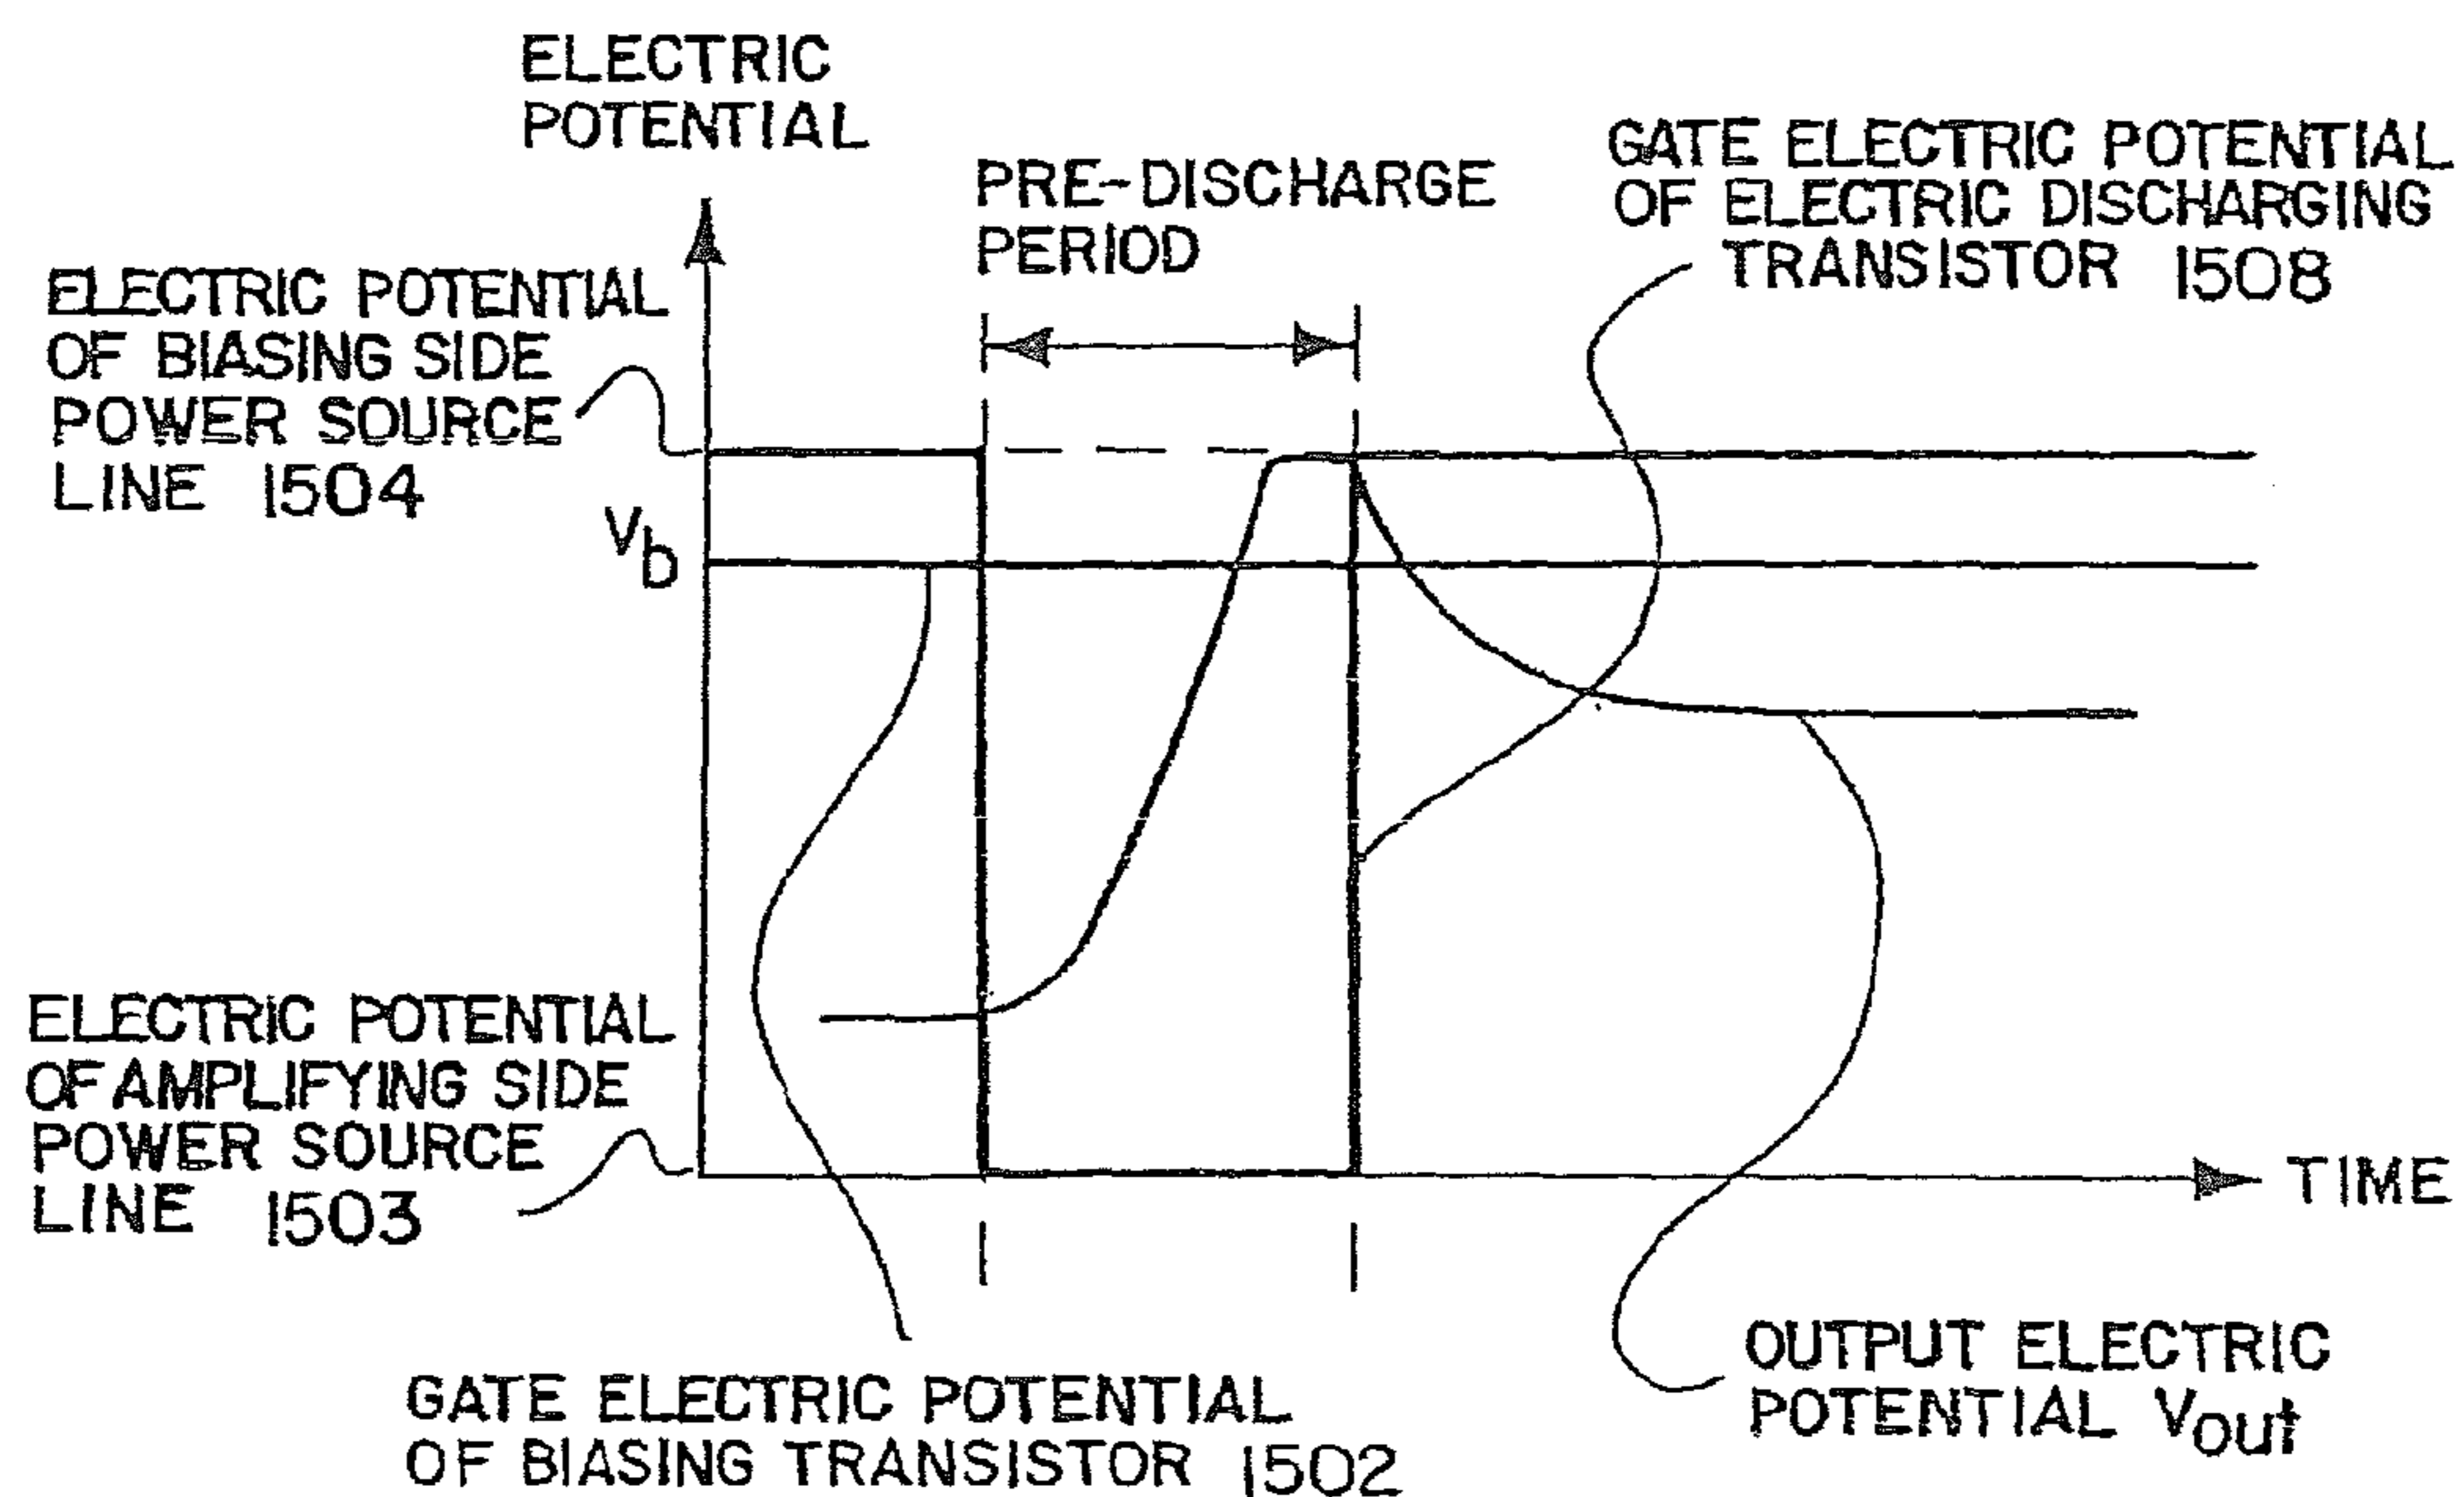 ELECTRIC
POTENTIAL
PRE-DISCHARGE
PERIOD
GATE ELECTRIC POTENTIAL
OF ELECTRIC DISCHARGING
TRANSISTOR 1508
ELECTRIC POTENTIAL
OF BIASING SIDE
POWER SOURCE
LINE 1504
Vb
ELECTRIC POTENTIAL
OF AMPLIFYING SIDE
POWER SOURCE
LINE 1503
TIME
GATE ELECTRIC POTENTIAL
OF BIASING TRANSISTOR 1502
OUTPUT ELECTRIC
POTENTIAL Vout